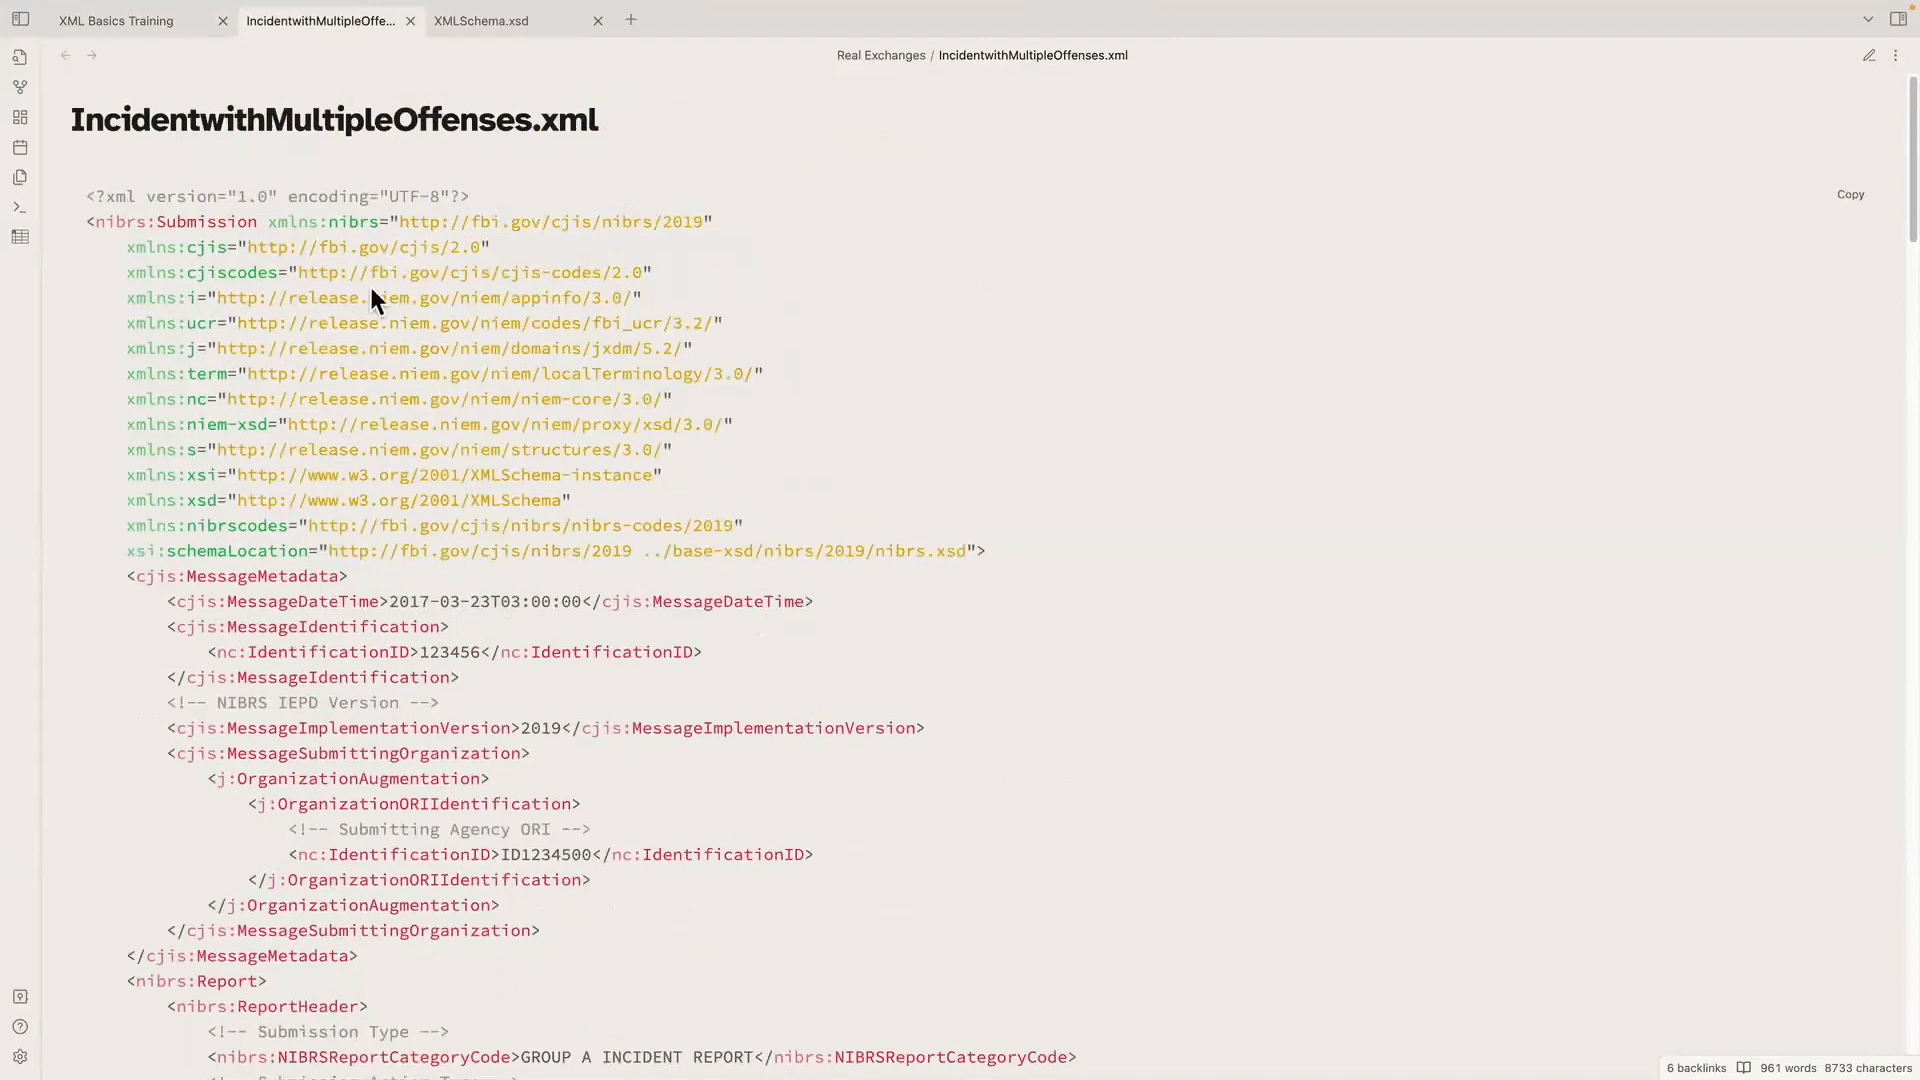 XML Basics Training
IncidentwithMultipleOffe...
XMLSchema.xsd
Real Exchanges / IncidentwithMultipleOffenses.xml
IncidentwithMultipleOffenses.xml
Copy
<?xml version="1.0" encoding="UTF-8"?>
<nibrs:Submission xmlns:nibrs="http://fbi.gov/cjis/nibrs/2019"
xmlns:cjis="http://fbi.gov/cjis/2.0"
xmlns:cjiscodes="http://fbi.gov/cjis/cjis-codes/2.0"
xmlns:i="http://release.niem.gov/niem/appinfo/3.0/"
xmlns:ucr="http://release.niem.gov/niem/codes/fbi_ucr/3.2/"
xmlns:j="http://release.niem.gov/niem/domains/jxdm/5.2/"
xmlns:term="http://release.niem.gov/niem/localTerminology/3.0/"
xmlns:nc="http://release.niem.gov/niem/niem-core/3.0/"
xmlns:niem-xsd="http://release.niem.gov/niem/proxy/xsd/3.0/"
xmlns:s="http://release.niem.gov/niem/structures/3.0/"
xmlns:xsi="http://www.w3.org/2001/XMLSchema-instance"
xmlns:xsd="http://www.w3.org/2001/XMLSchema"
xmlns:nibrscodes="http://fbi.gov/cjis/nibrs/nibrs-codes/2019"
xsi:schemaLocation="http://fbi.gov/cjis/nibrs/2019 ../base-xsd/nibrs/2019/nibrs.xsd">
<cjis:MessageMetadata>
<cjis:MessageDateTime>2017-03-23T03:00:00</cjis:MessageDateTime>
<cjis:MessageIdentification>
<nc:IdentificationID>123456</nc:IdentificationID>
</cjis:MessageIdentification>
<!-- NIBRS IEPD Version -->
<cjis:MessageImplementationVersion>2019</cjis:MessageImplementationVersion>
<cjis:MessageSubmittingOrganization>
<j:OrganizationAugmentation>
<j:OrganizationORIIdentification>
<!-- Submitting Agency ORI -->
<nc:IdentificationID>ID1234500</nc:IdentificationID>
</j:OrganizationORIIdentification>
</j:OrganizationAugmentation>
</cjis:MessageSubmittingOrganization>
</cjis:MessageMetadata>
<nibrs:Report>
<nibrs:ReportHeader>
<!-- Submission Type -->
<nibrs:NIBRSReportCategoryCode>GROUP A INCIDENT REPORT</nibrs:NIBRSReportCategoryCode>
6 backlinks 961 words 8733 characters